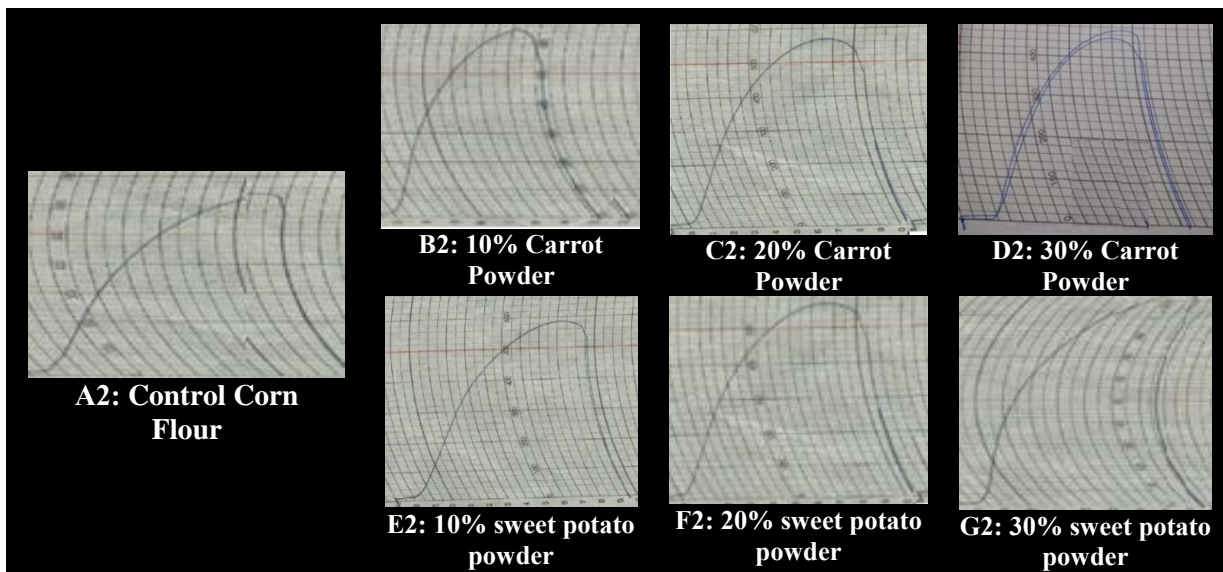 B2: 10% Carrot
Powder
C2: 20% Carrot
Powder
D2: 30% Carrot
Powder
A2: Control Corn
Flour
E2: 10% sweet potato
powder
F2: 20% sweet potato
powder
G2: 30% sweet potato
powder